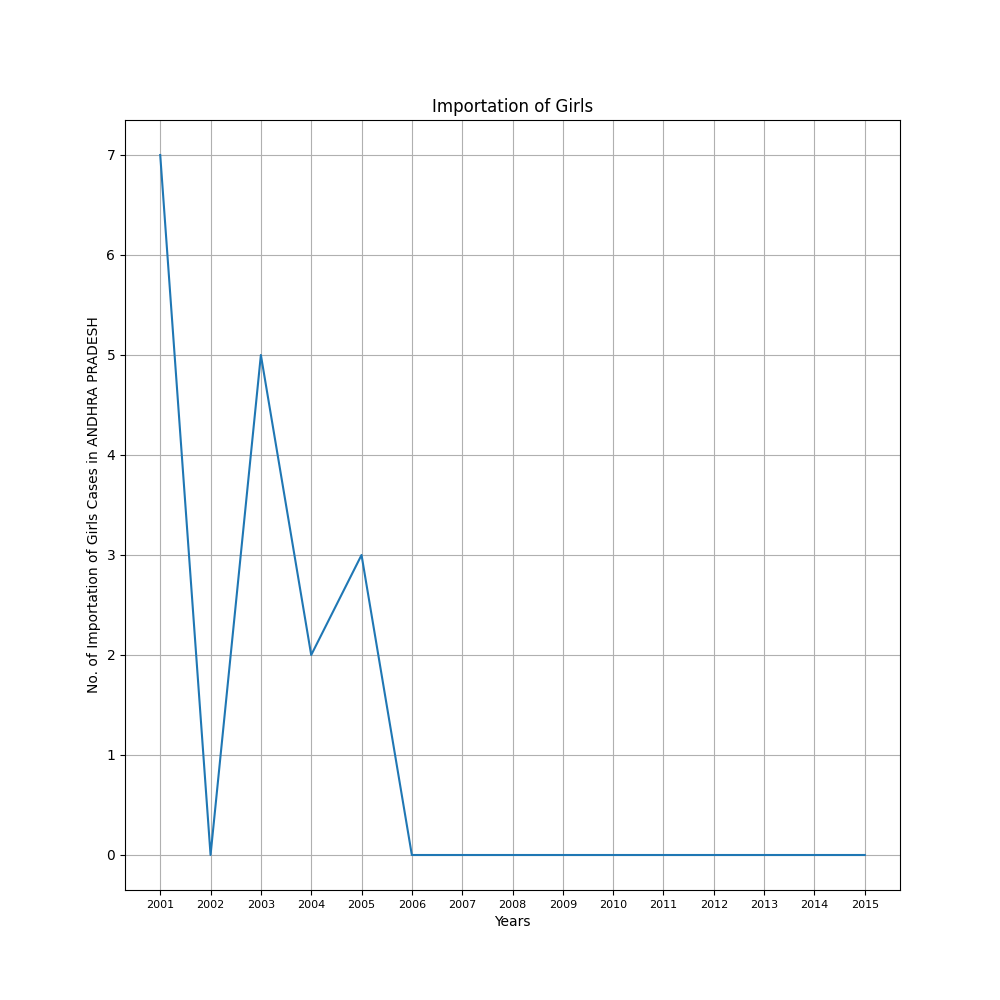 Importation of Girls
No. of Importation of Girls Cases in ANDHRA PRADESH
7
6
5
4
3
2
1
0
2001 2002 2003 2004 2005 2006 2007 2008 2009 2010 2011 2012 2013 2014 2015
Years